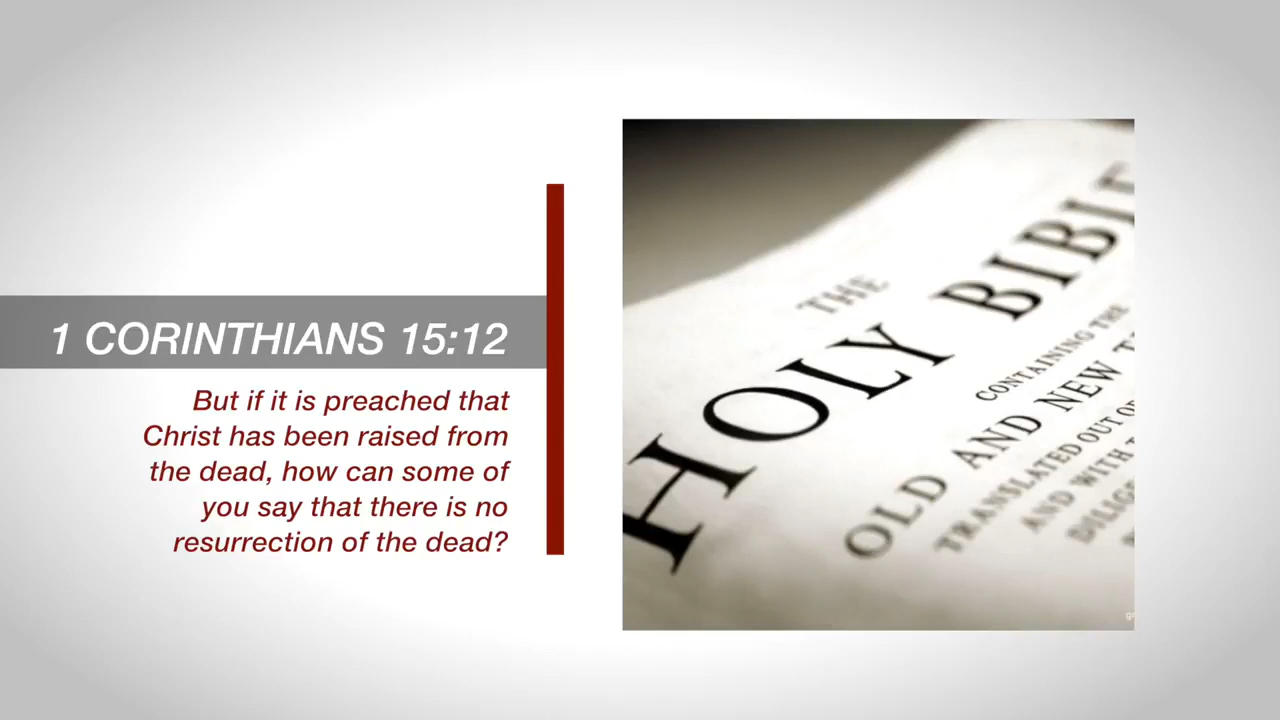 1 CORINTHIANS 15:12
But if it is preached that
Christ has been raised from
the dead, how can some of
you say that there is no
resurrection of the dead?
THE
HOLY BIBLE
CONTAINING THE
OLD AND NEW
TRANSLATED OUT OF
AND WITH